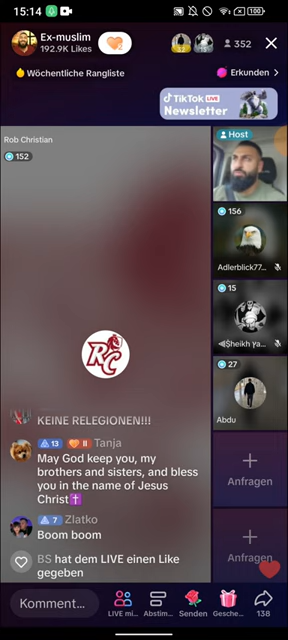 15:14
100
Ex-muslim
192.9K Likes
352
Wöchentliche Rangliste
Erkunden
TikTok LIVE
Newsletter
Rob Christian
152
Host
156
Adlerblick77...
RC
15
27
Abdu
KEINE RELEGIONEN!!!
13 II Tanja
May God keep you, my
brothers and sisters, and bless
you in the name of Jesus
Christ
7 Zlatko
Boom boom
BS hat dem LIVE einen Like
gegeben
Anfragen
Anfragen
Komment...
LIVE mi...
Abstim...
Senden
Gesche...
138